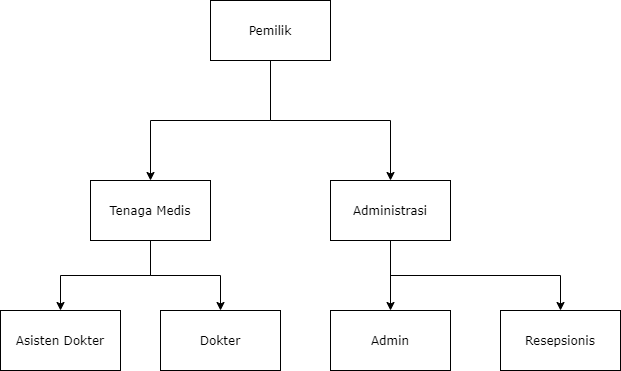 Pemilik
Tenaga Medis
Administrasi
Asisten Dokter
Dokter
Admin
Resepsionis